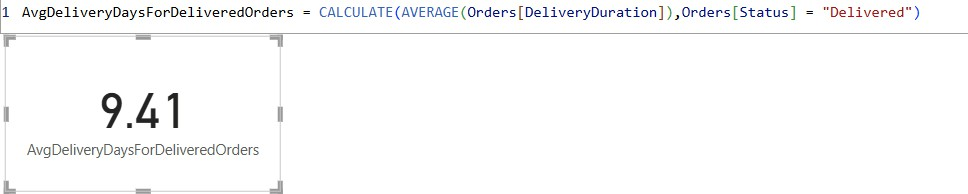 1 AvgDeliveryDaysForDeliveredOrders = CALCULATE(AVERAGE(Orders[DeliveryDuration]),Orders[Status] = "Delivered")
9.41
AvgDeliveryDaysForDeliveredOrders